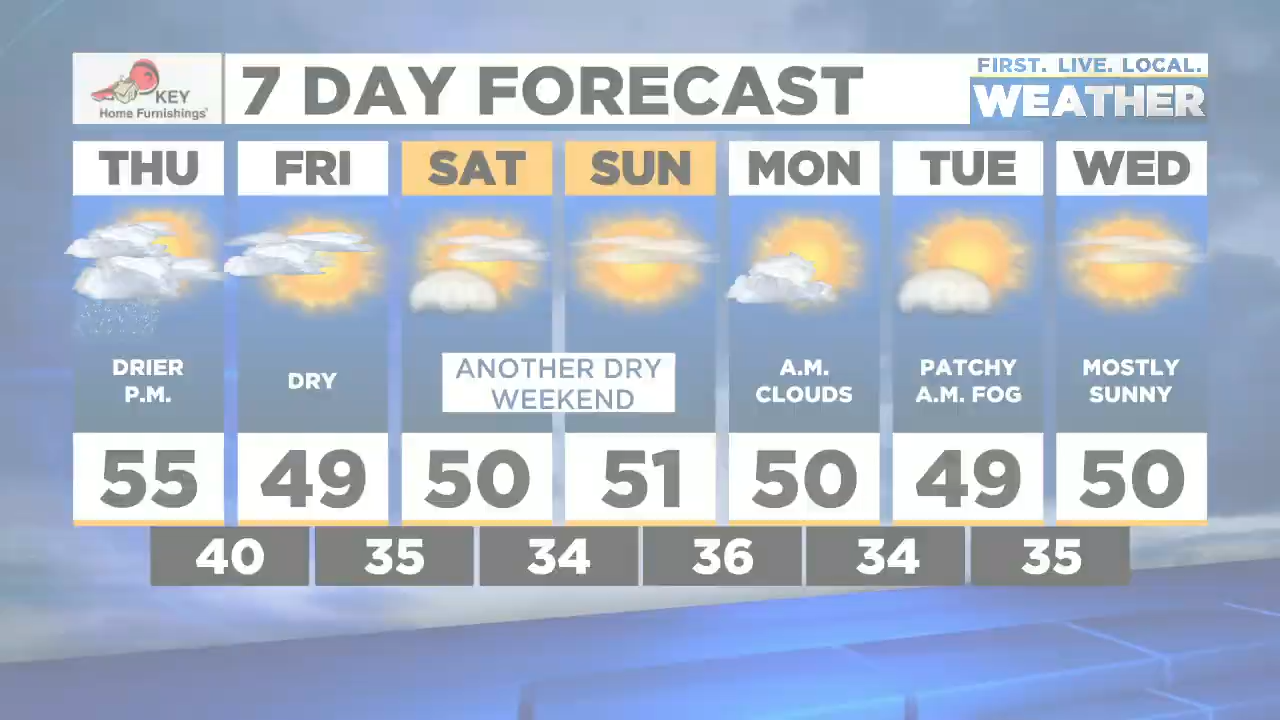 KEY
Home Furnishings®
7 DAY FORECAST
FIRST. LIVE. LOCAL.
WEATHER
THU FRI SAT SUN MON TUE WED
DRIER
P.M.
DRY
ANOTHER DRY
WEEKEND
A.M.
CLOUDS
PATCHY
A.M. FOG
MOSTLY
SUNNY
55 49 50 51 50 49 50
40 35 34 36 34 35